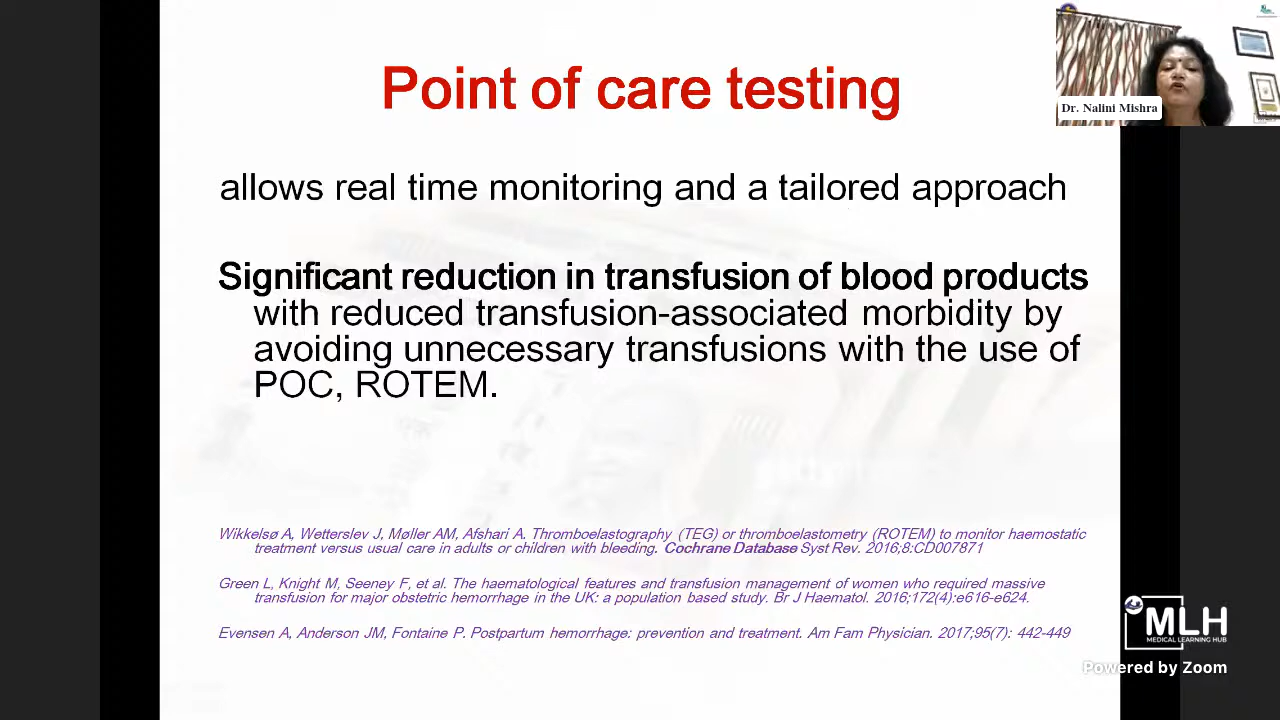 Point of care testing
Dr. Nalini Mishra
allows real time monitoring and a tailored approach
Significant reduction in transfusion of blood products
with reduced transfusion-associated morbidity by
avoiding unnecessary transfusions with the use of
POC, ROTEM.
Wikkelsø A, Wetterslev J, Møller AM, Afshari A. Thromboelastography (TEG) or thromboelastometry (ROTEM) to monitor haemostatic
treatment versus usual care in adults or children with bleeding. Cochrane Database Syst Rev. 2016;8:CD007871
Green L, Knight M, Seeney F, et al. The haematological features and transfusion management of women who required massive
transfusion for major obstetric hemorrhage in the UK: a population based study. Br J Haematol. 2016;172(4):e616-e624.
Evensen A, Anderson JM, Fontaine P. Postpartum hemorrhage: prevention and treatment. Am Fam Physician. 2017;95(7): 442-449
MLH
MEDICAL LEARNING HUB
Powered by Zoom